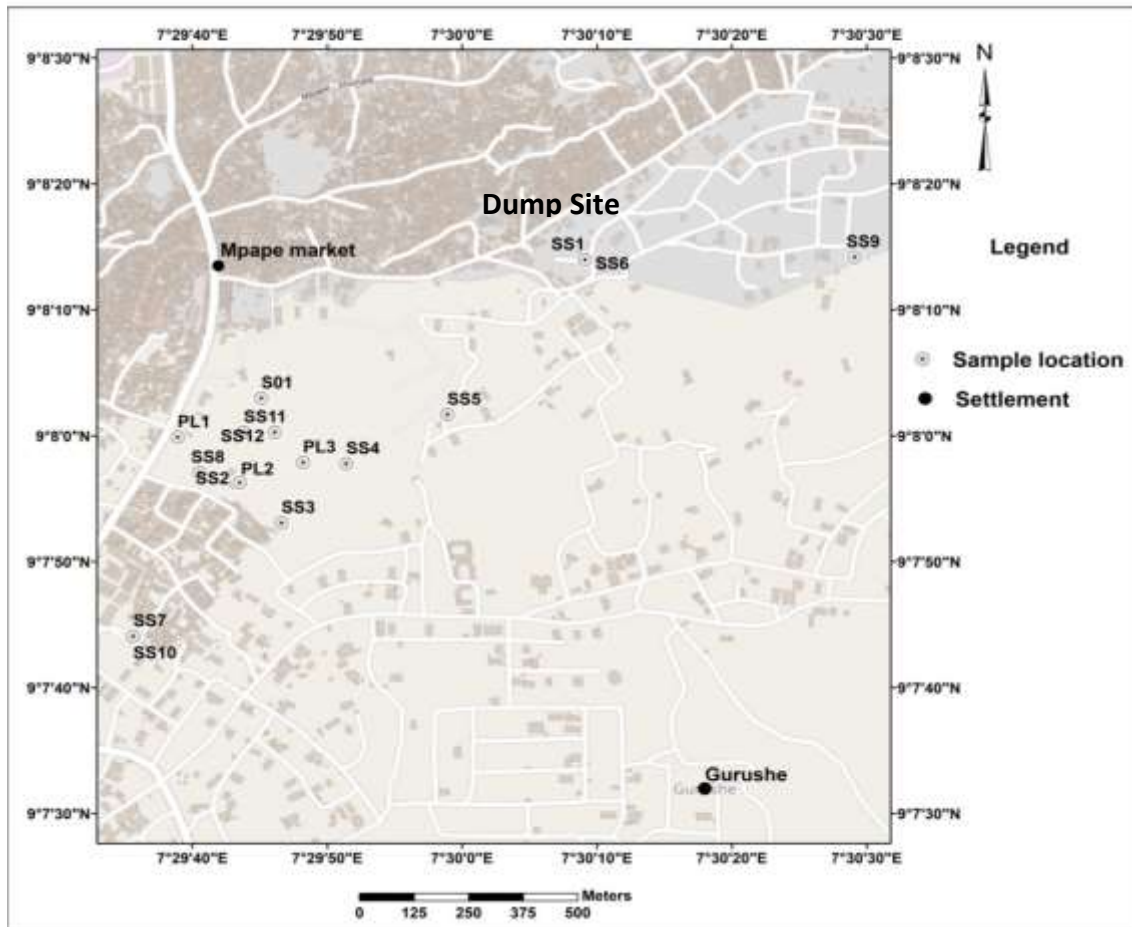 7°29'40"E 7°29'50"E 7°30'0"E 7°30'10"E 7°30'20"E 7°30'30"E
9°8'30"N 9°8'30"N
N
9°8'20"N 9°8'20"N
Dump Site
SS1 SS9
Mpape market
SS6
Legend
9°8'10"N 9°8'10"N
Sample location
S01
Settlement
SS5
PL1 SS12 SS11
9°8'0"N 9°8'0"N
SS8 PL2 PL3 SS4
SS2
SS3
9°7'50"N 9°7'50"N
SS7
SS10
9°7'40"N 9°7'40"N
Gurushe
9°7'30"N 9°7'30"N
7°29'40"E 7°29'50"E 7°30'0"E 7°30'10"E 7°30'20"E 7°30'30"E
Meters
0 125 250 375 500